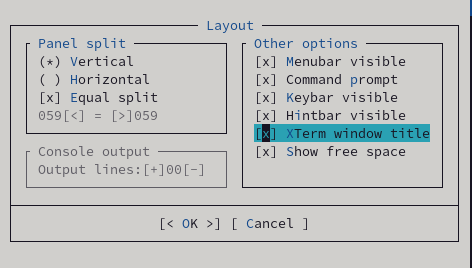 Layout
Panel split
(*) Vertical
( ) Horizontal
[x] Equal split
059[<] = [>]059
Console output
Output lines:[+]00[-]
Other options
[x] Menubar visible
[x] Command prompt
[x] Keybar visible
[x] Hintbar visible
[x] XTerm window title
[x] Show free space
[< OK >] [ Cancel ]